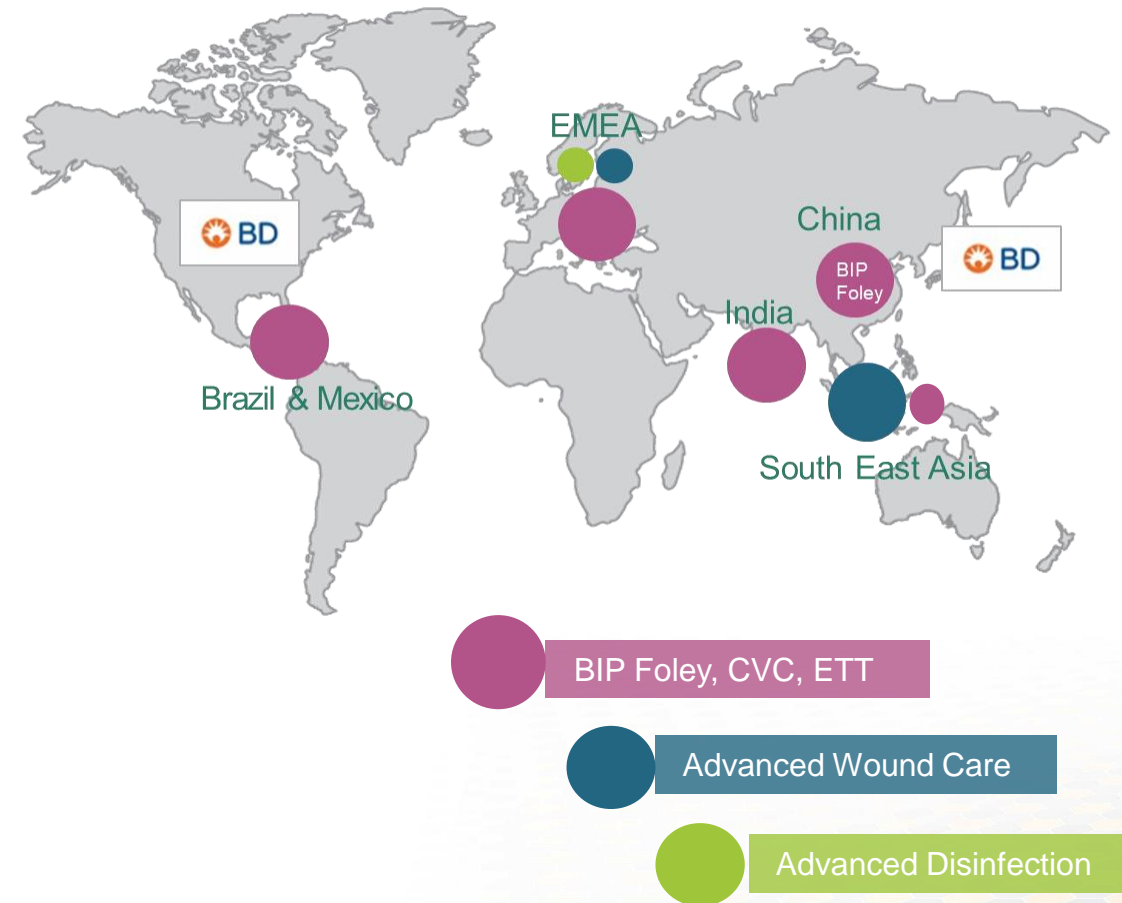 EMEA
China
BD
BD
BIP
Foley
India
Brazil & Mexico
South East Asia
BIP Foley, CVC, ETT
Advanced Wound Care
Advanced Disinfection